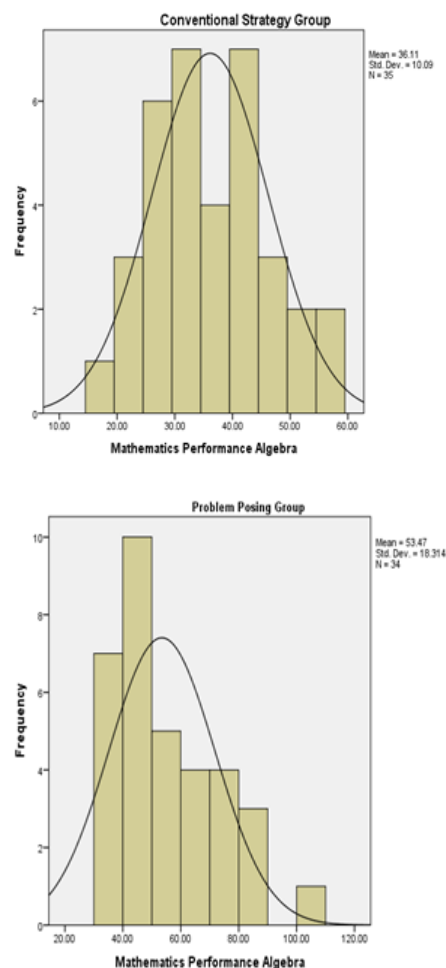 Conventional Strategy Group
Mean = 36.11
Std. Dev. = 10.09
N = 35
Frequency
6
4
2
0
10.00 20.00 30.00 40.00 50.00 60.00
Mathematics Performance Algebra
Problem Posing Group
Mean = 53.47
Std. Dev. = 18.314
N = 34
Frequency
10
8
6
4
2
0
20.00 40.00 60.00 80.00 100.00 120.00
Mathematics Performance Algebra